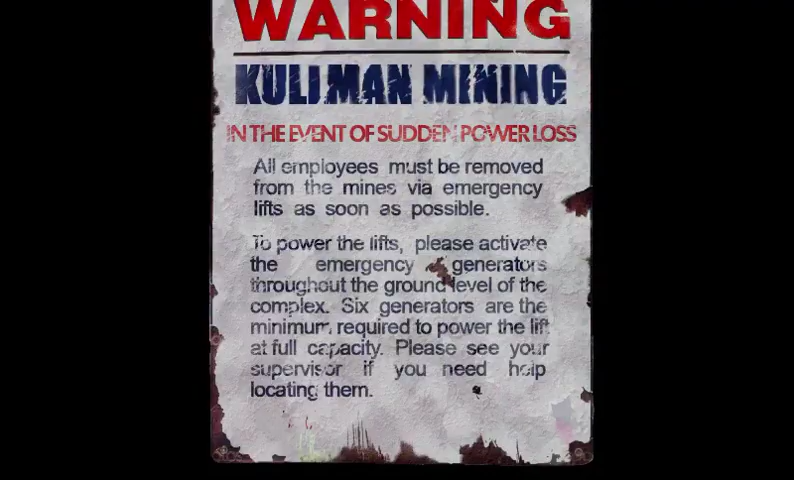 WARNING
KULLMAN MINING
IN THE EVENT OF SUDDEN POWER LOSS
All employees must be removed
from the mines via emergency
lifts as soon as possible.
To power the lifts, please activate
the emergency generators
throughout the ground level of the
complex. Six generators are the
minimum required to power the lift
at full capacity. Please see your
supervisor if you need help
locating them.